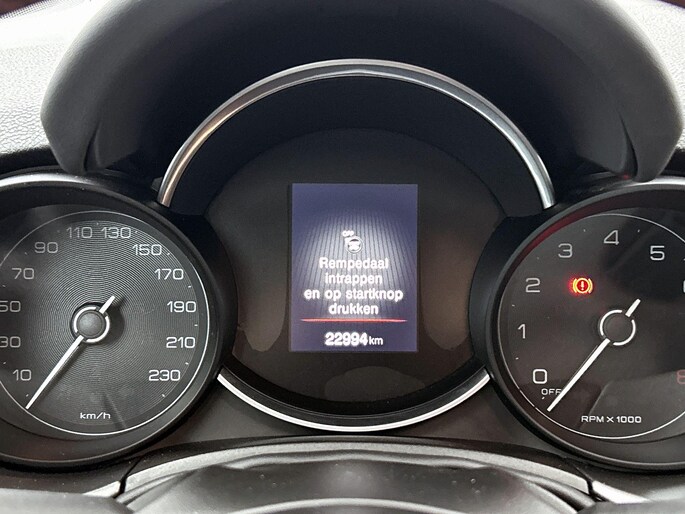 Rempedaal
intrappen
en op startknop
drukken
22994 km
10 30 50 70 90 110 130 150 170 190 210 230
km/h
0 1 2 3 4 5
OFF
RPM x 1000